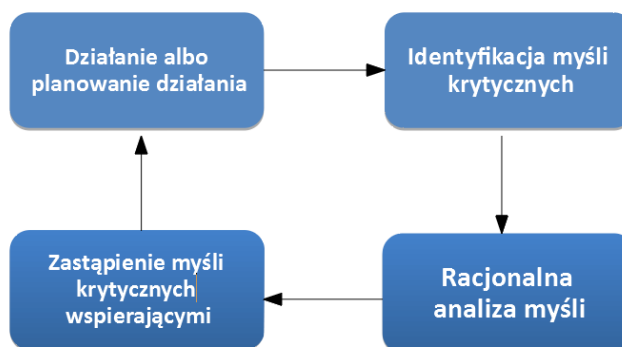 Działanie albo
planowanie działania
Identyfikacja myśli
krytycznych
Racjonalna
analiza myśli
Zastąpienie myśli
krytycznych
wspierającymi